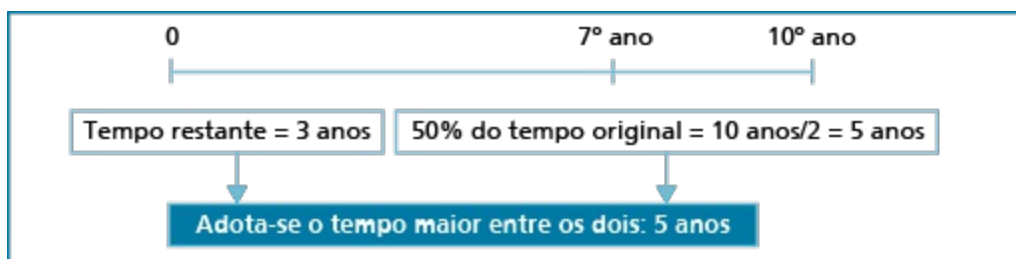 0 7º ano 10º ano
Tempo restante = 3 anos 50% do tempo original = 10 anos/2 = 5 anos
Adota-se o tempo maior entre os dois: 5 anos